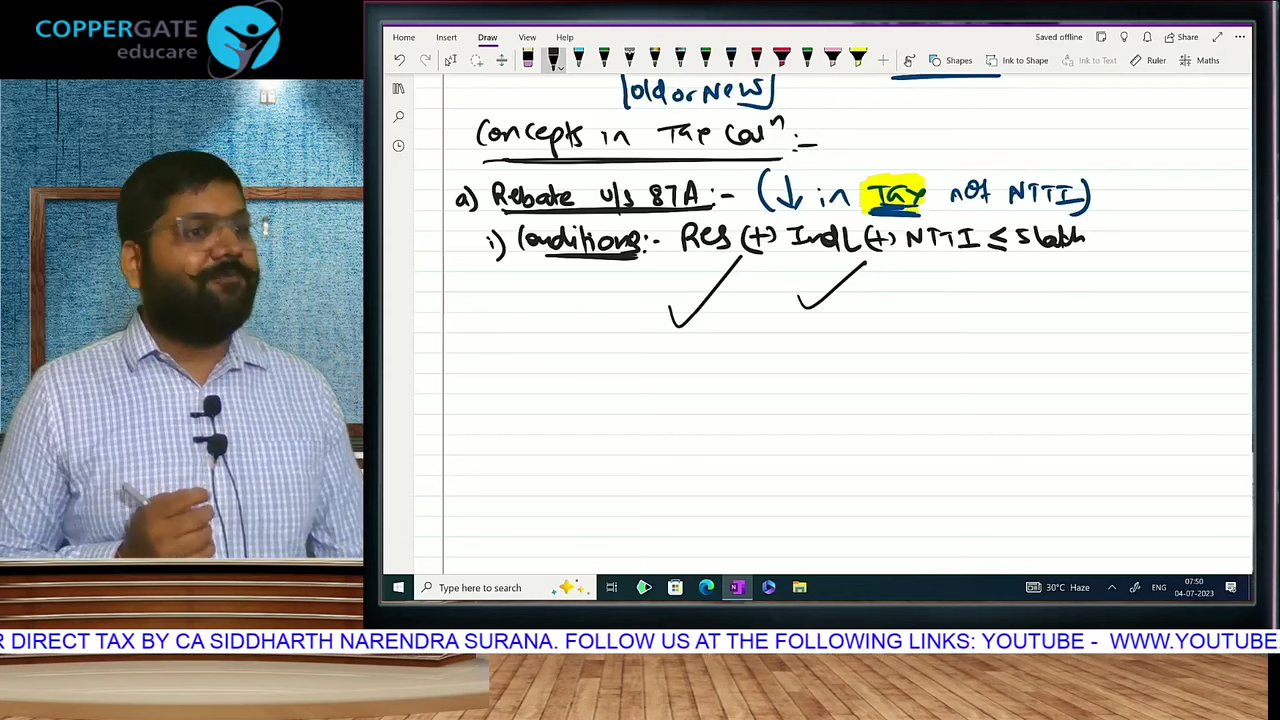 COPPERGATE
educare
Home Insert Draw View Help
Saved offline
Share
Shapes
Ink to Shape
Ink to Text
Ruler
Maths
[old or New]
Concepts in Tax Calⁿ :-
a) Rebate u/s 87A :- (↓ in Tax not NTTI)
i) Conditions :- Res (+) Indl (+) NTTI ≤ 5 lakh
Type here to search
30°C Haze
ENG
07:50
04-07-2023
R DIRECT TAX BY CA SIDDHARTH NARENDRA SURANA. FOLLOW US AT THE FOLLOWING LINKS: YOUTUBE - WWW.YOUTUBE.